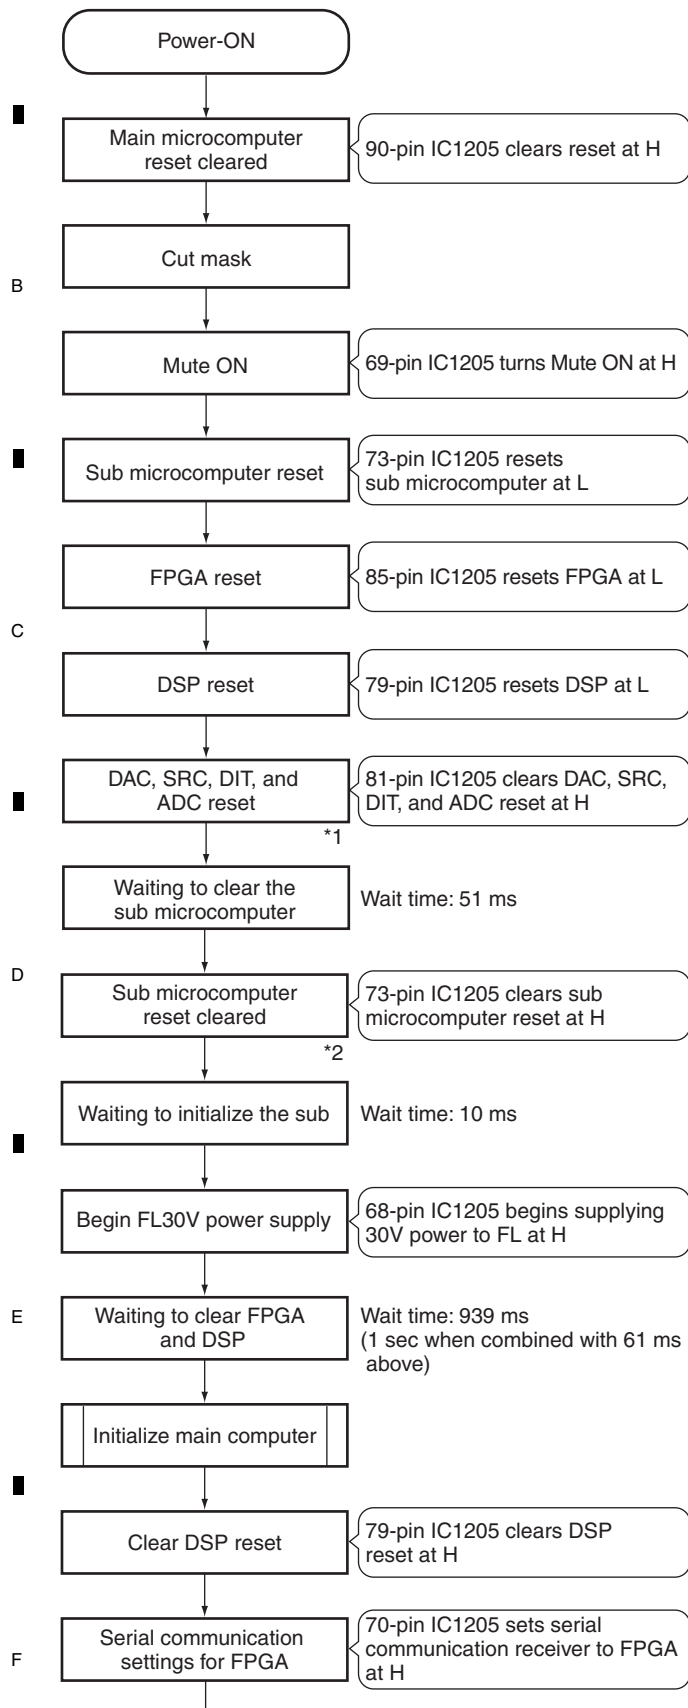 Power-ON
Main microcomputer
reset cleared
90-pin IC1205 clears reset at H
Cut mask
B
Mute ON
69-pin IC1205 turns Mute ON at H
Sub microcomputer reset
73-pin IC1205 resets
sub microcomputer at L
FPGA reset
85-pin IC1205 resets FPGA at L
C
DSP reset
79-pin IC1205 resets DSP at L
DAC, SRC, DIT, and
ADC reset
81-pin IC1205 clears DAC, SRC,
DIT, and ADC reset at H
*1
Waiting to clear the
sub microcomputer
Wait time: 51 ms
D
Sub microcomputer
reset cleared
73-pin IC1205 clears sub
microcomputer reset at H
*2
Waiting to initialize the sub
Wait time: 10 ms
Begin FL30V power supply
68-pin IC1205 begins supplying
30V power to FL at H
E
Waiting to clear FPGA
and DSP
Wait time: 939 ms
(1 sec when combined with 61 ms
above)
Initialize main computer
Clear DSP reset
79-pin IC1205 clears DSP
reset at H
Serial communication
settings for FPGA
70-pin IC1205 sets serial
communication receiver to FPGA
at H
F